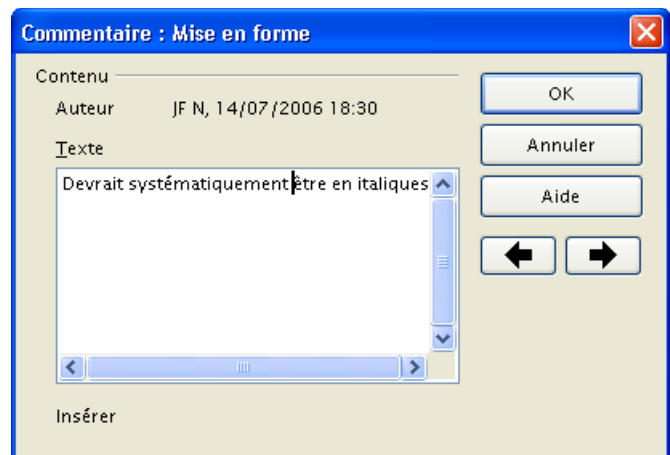 Commentaire : Mise en forme
Contenu
Auteur JF N, 14/07/2006 18:30
Texte
Devrait systématiquement être en italiques
Insérer
OK
Annuler
Aide